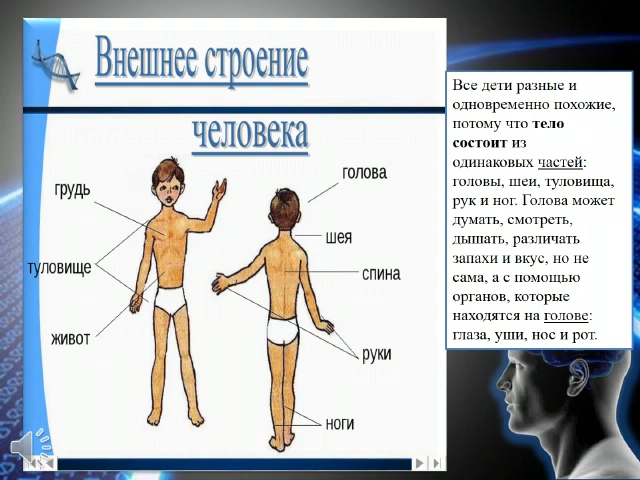 Внешнее строение
человека
грудь
голова
шея
туловище
спина
живот
руки
ноги
Все дети разные и
одновременно похожие,
потому что тело
состоит из
одинаковых частей:
головы, шеи, туловища,
рук и ног. Голова может
думать, смотреть,
дышать, различать
запахи и вкус, но не
сама, а с помощью
органов, которые
находятся на голове:
глаза, уши, нос и рот.